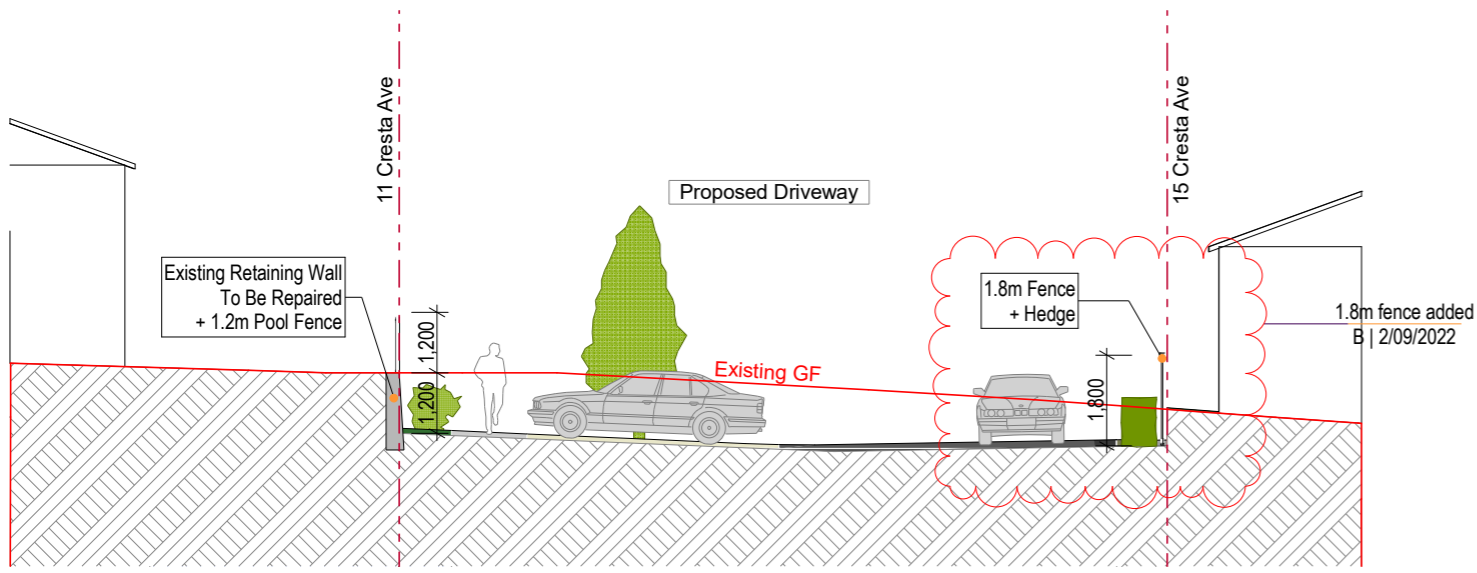 11 Cresta Ave
15 Cresta Ave
Proposed Driveway
Existing Retaining Wall
To Be Repaired
+ 1.2m Pool Fence
1,200
1,200
Existing GF
1.8m Fence
+ Hedge
1,800
1.8m fence added
B | 2/09/2022